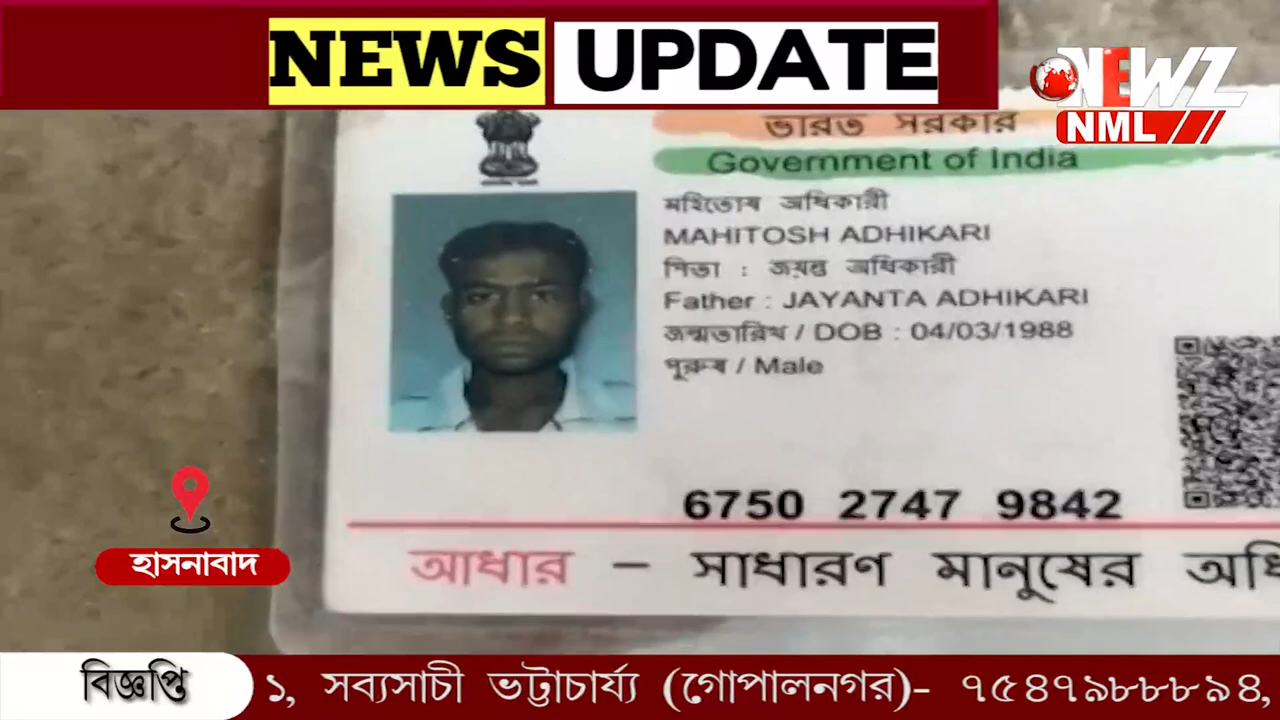 NEWS UPDATE
NEWZ
NML
ভারত সরকার
Government of India
মহিতোষ অধিকারী
MAHITOSH ADHIKARI
পিতা : জয়ন্ত অধিকারী
Father : JAYANTA ADHIKARI
জন্মতারিখ / DOB : 04/03/1988
পুরুষ / Male
6750 2747 9842
আধার – সাধারণ মানুষের
হাসনাবাদ
বিজ্ঞপ্তি ১, সব্যসাচী ভট্টাচার্য্য (গোপালনগর)- ৭৫৪৭৯৮৮৮৯৪,